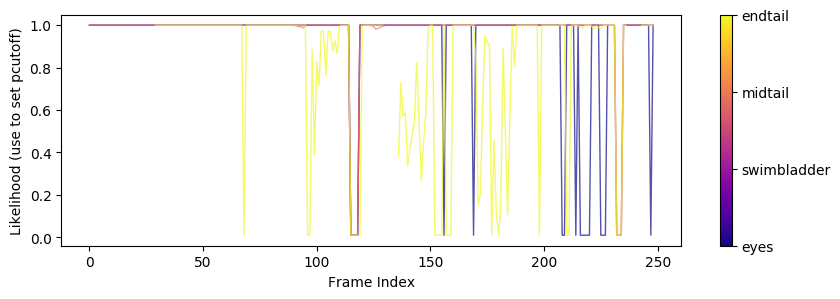 Likelihood (use to set pcutoff)
1.0
0.8
0.6
0.4
0.2
0.0
0
50
100
150
200
250
Frame Index
endtail
midtail
swimbladder
eyes